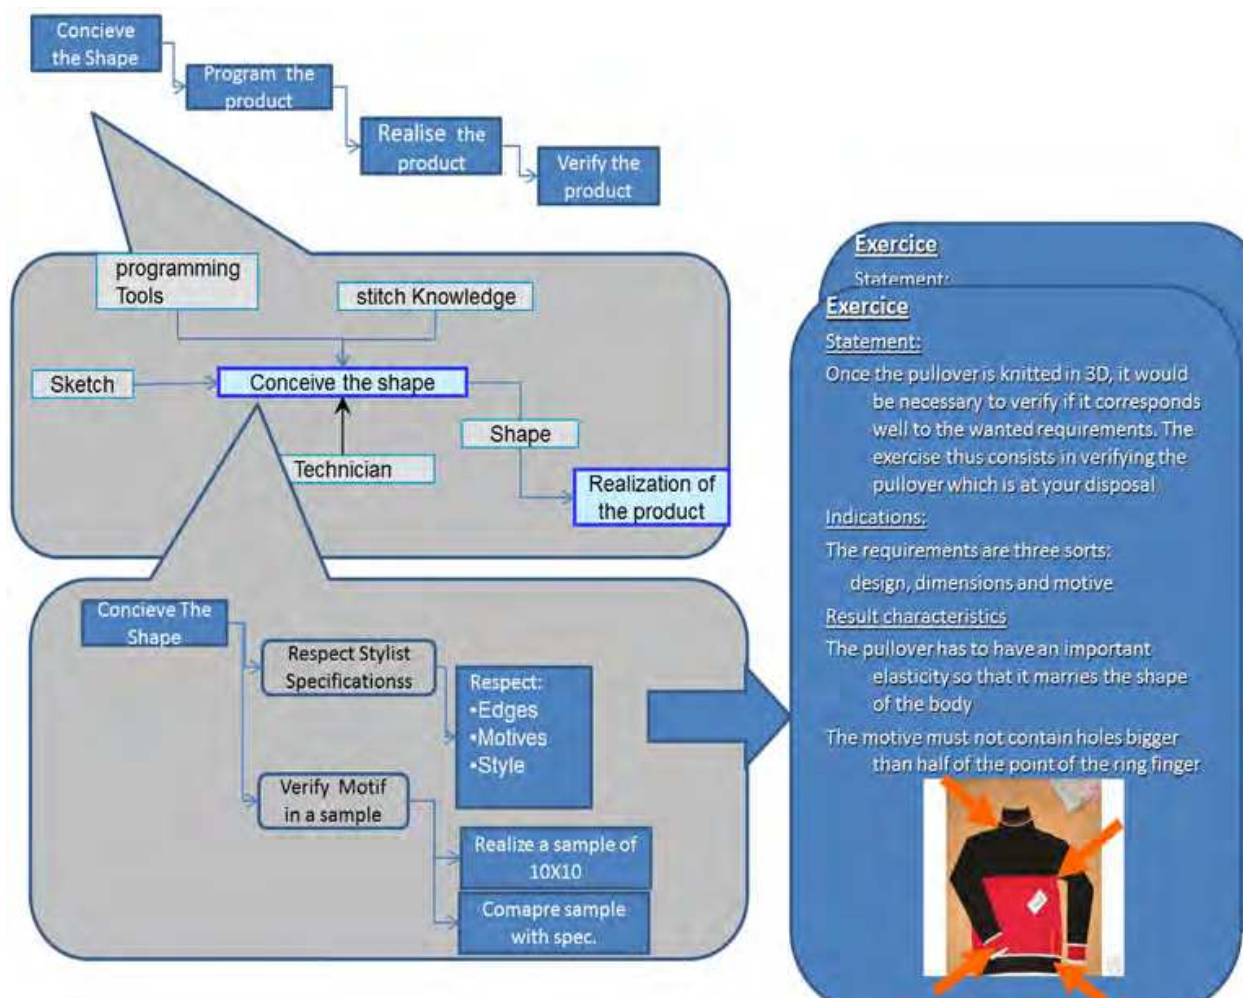 Concieve
the Shape
Program the
product
Realise the
product
Verify the
product
programming
Tools
stitch Knowledge
Sketch
Conceive the shape
Shape
Technician
Realization of
the product
Concieve The
Shape
Respect Stylist
Specificationss
Respect:
•Edges
•Motives
•Style
Verify Motif
in a sample
Realize a sample of
10X10
Comapre sample
with spec.
Exercice
Statement:
Exercice
Statement:
Once the pullover is knitted in 3D, it would
be necessary to verify if it corresponds
well to the wanted requirements. The
exercise thus consists in verifying the
pullover which is at your disposal
Indications:
The requirements are three sorts:
design, dimensions and motive
Result characteristics
The pullover has to have an important
elasticity so that it marries the shape
of the body
The motive must not contain holes bigger
than half of the point of the ring finger